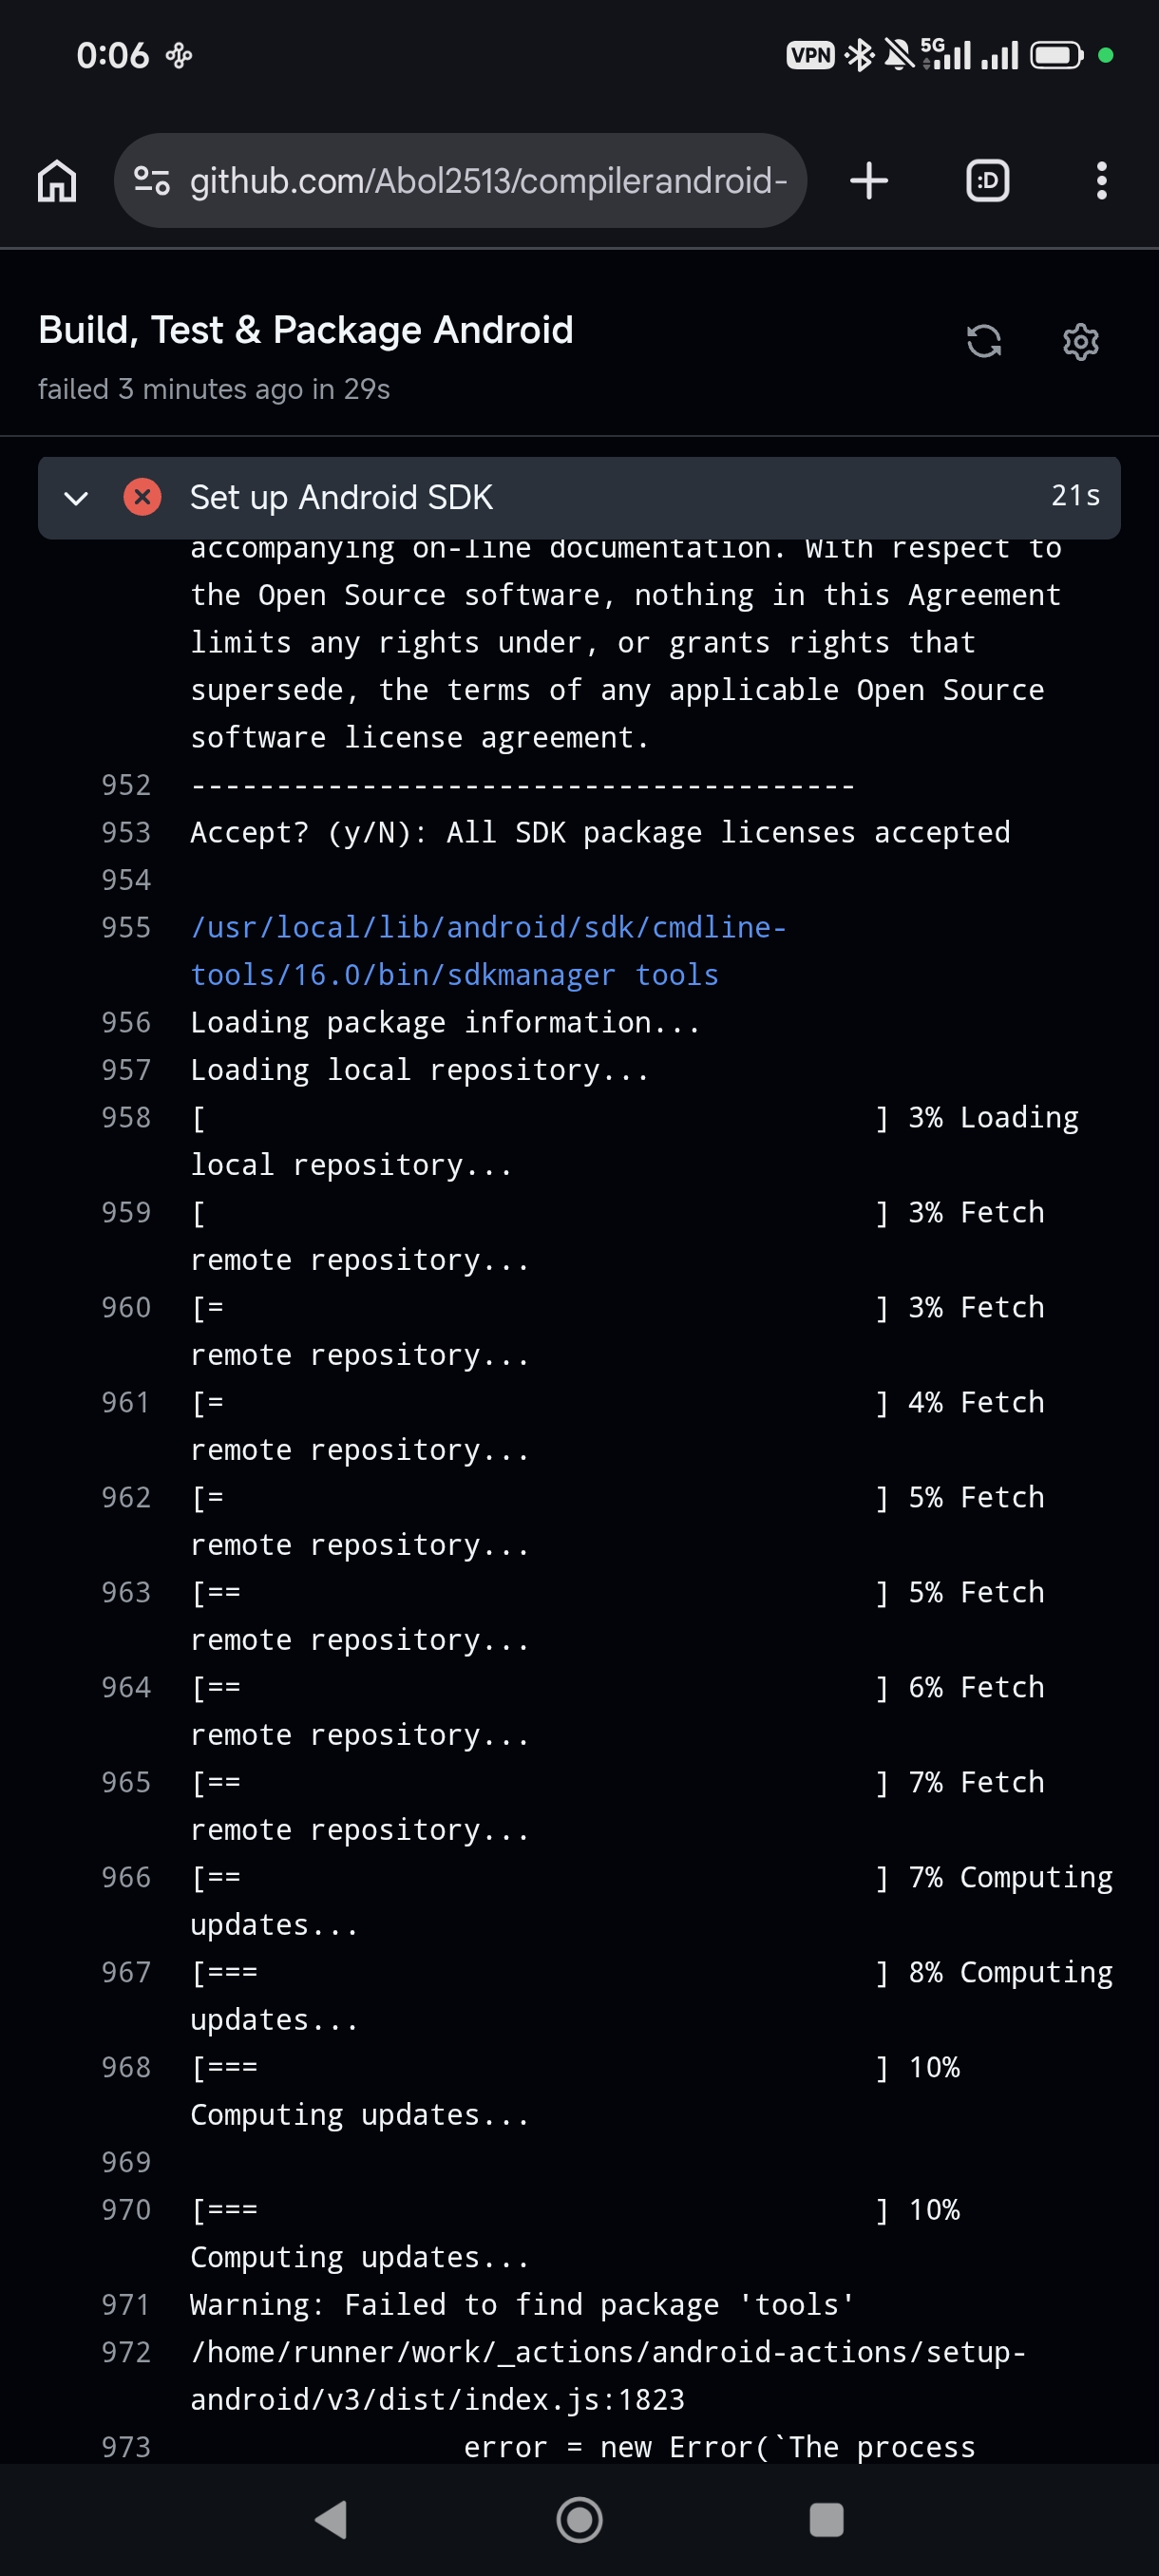 0:06
VPN 5G
github.com/Abol2513/compilerandroid-
:D
Build, Test & Package Android
failed 3 minutes ago in 29s
Set up Android SDK 21s
accompanying on-line documentation. With respect to
the Open Source software, nothing in this Agreement
limits any rights under, or grants rights that
supersede, the terms of any applicable Open Source
software license agreement.
952 ---------------------------------------
953 Accept? (y/N): All SDK package licenses accepted
954
955 /usr/local/lib/android/sdk/cmdline-
tools/16.0/bin/sdkmanager tools
956 Loading package information...
957 Loading local repository...
958 [                                       ] 3% Loading
local repository...
959 [                                       ] 3% Fetch
remote repository...
960 [=                                      ] 3% Fetch
remote repository...
961 [=                                      ] 4% Fetch
remote repository...
962 [=                                      ] 5% Fetch
remote repository...
963 [==                                     ] 5% Fetch
remote repository...
964 [==                                     ] 6% Fetch
remote repository...
965 [==                                     ] 7% Fetch
remote repository...
966 [==                                     ] 7% Computing
updates...
967 [===                                    ] 8% Computing
updates...
968 [===                                    ] 10%
Computing updates...
969
970 [===                                    ] 10%
Computing updates...
971 Warning: Failed to find package 'tools'
972 /home/runner/work/_actions/android-actions/setup-
android/v3/dist/index.js:1823
973                 error = new Error(`The process